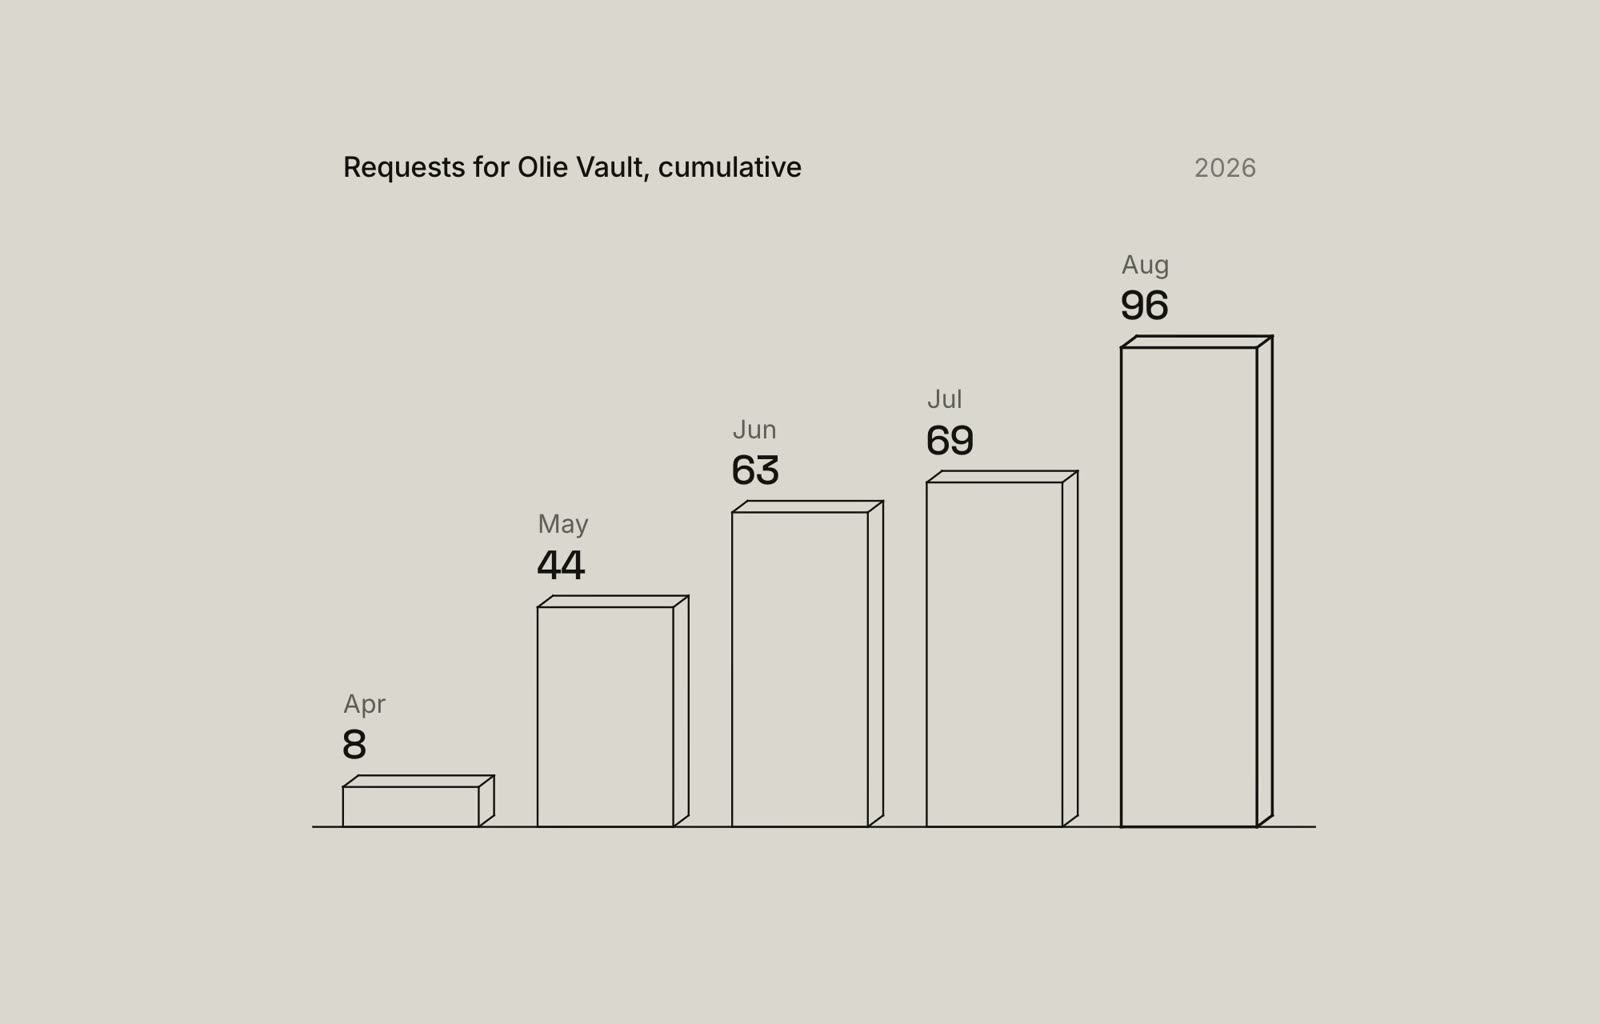 Requests for Olie Vault, cumulative
2026
Apr
8
May
44
Jun
63
Jul
69
Aug
96